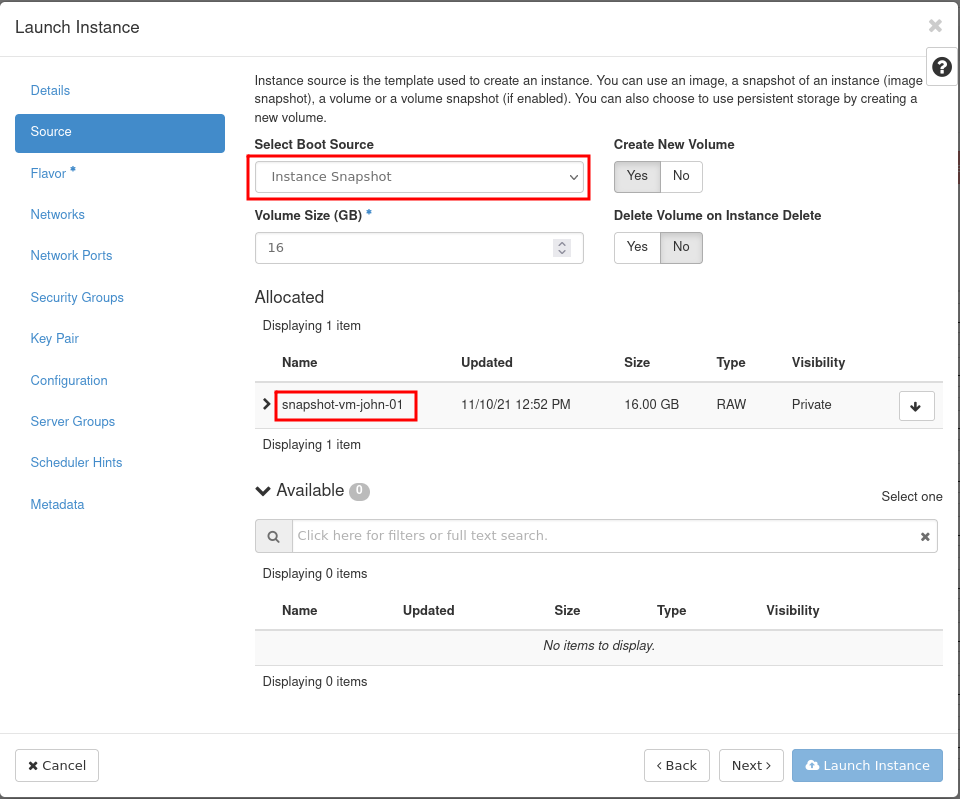 Launch Instance
Details
Source
Flavor *
Networks
Network Ports
Security Groups
Key Pair
Configuration
Server Groups
Scheduler Hints
Metadata
Instance source is the template used to create an instance. You can use an image, a snapshot of an instance (image
snapshot), a volume or a volume snapshot (if enabled). You can also choose to use persistent storage by creating a
new volume.
Select Boot Source
Create New Volume
Instance Snapshot
Yes No
Volume Size (GB) *
Delete Volume on Instance Delete
16
Yes No
Allocated
Displaying 1 item
Name Updated Size Type Visibility
snapshot-vm-john-01 11/10/21 12:52 PM 16.00 GB RAW Private
Displaying 1 item
Available 0
Select one
Click here for filters or full text search.
Displaying 0 items
Name Updated Size Type Visibility
No items to display.
Displaying 0 items
Cancel
Back
Next
Launch Instance